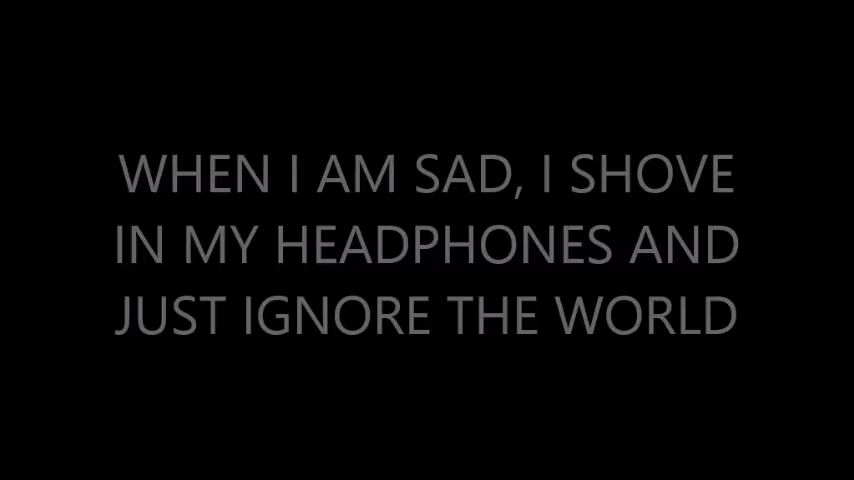 WHEN I AM SAD, I SHOVE
IN MY HEADPHONES AND
JUST IGNORE THE WORLD